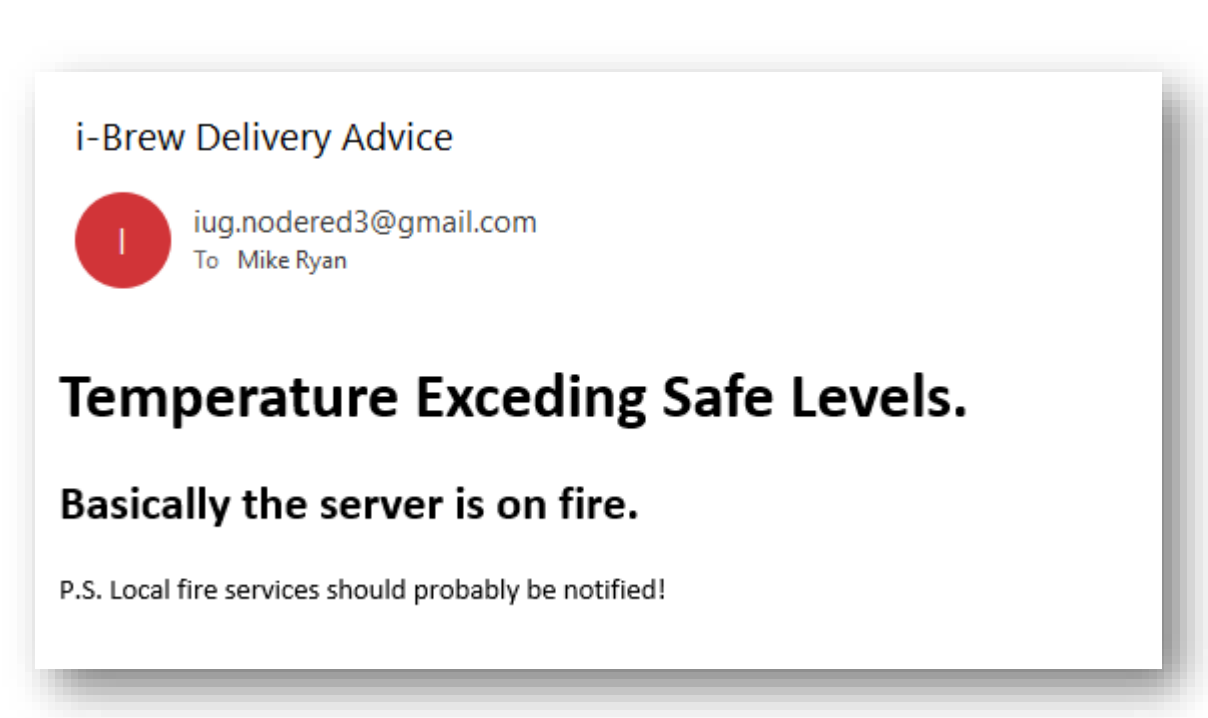 i-Brew Delivery Advice
I
iug.nodered3@gmail.com
To Mike Ryan
Temperature Exceding Safe Levels.
Basically the server is on fire.
P.S. Local fire services should probably be notified!